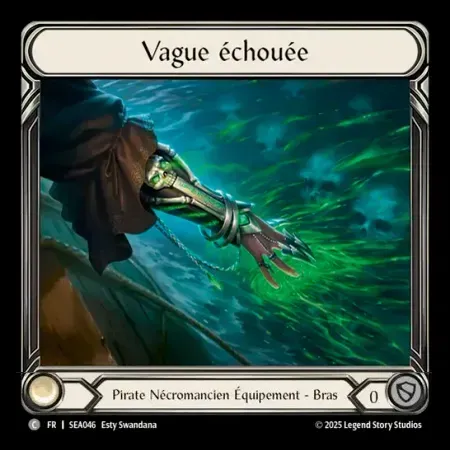 Vague échouée
Pirate Nécromancien Équipement - Bras
0
C FR | SEA046 Esty Swandana
© 2025 Legend Story Studios